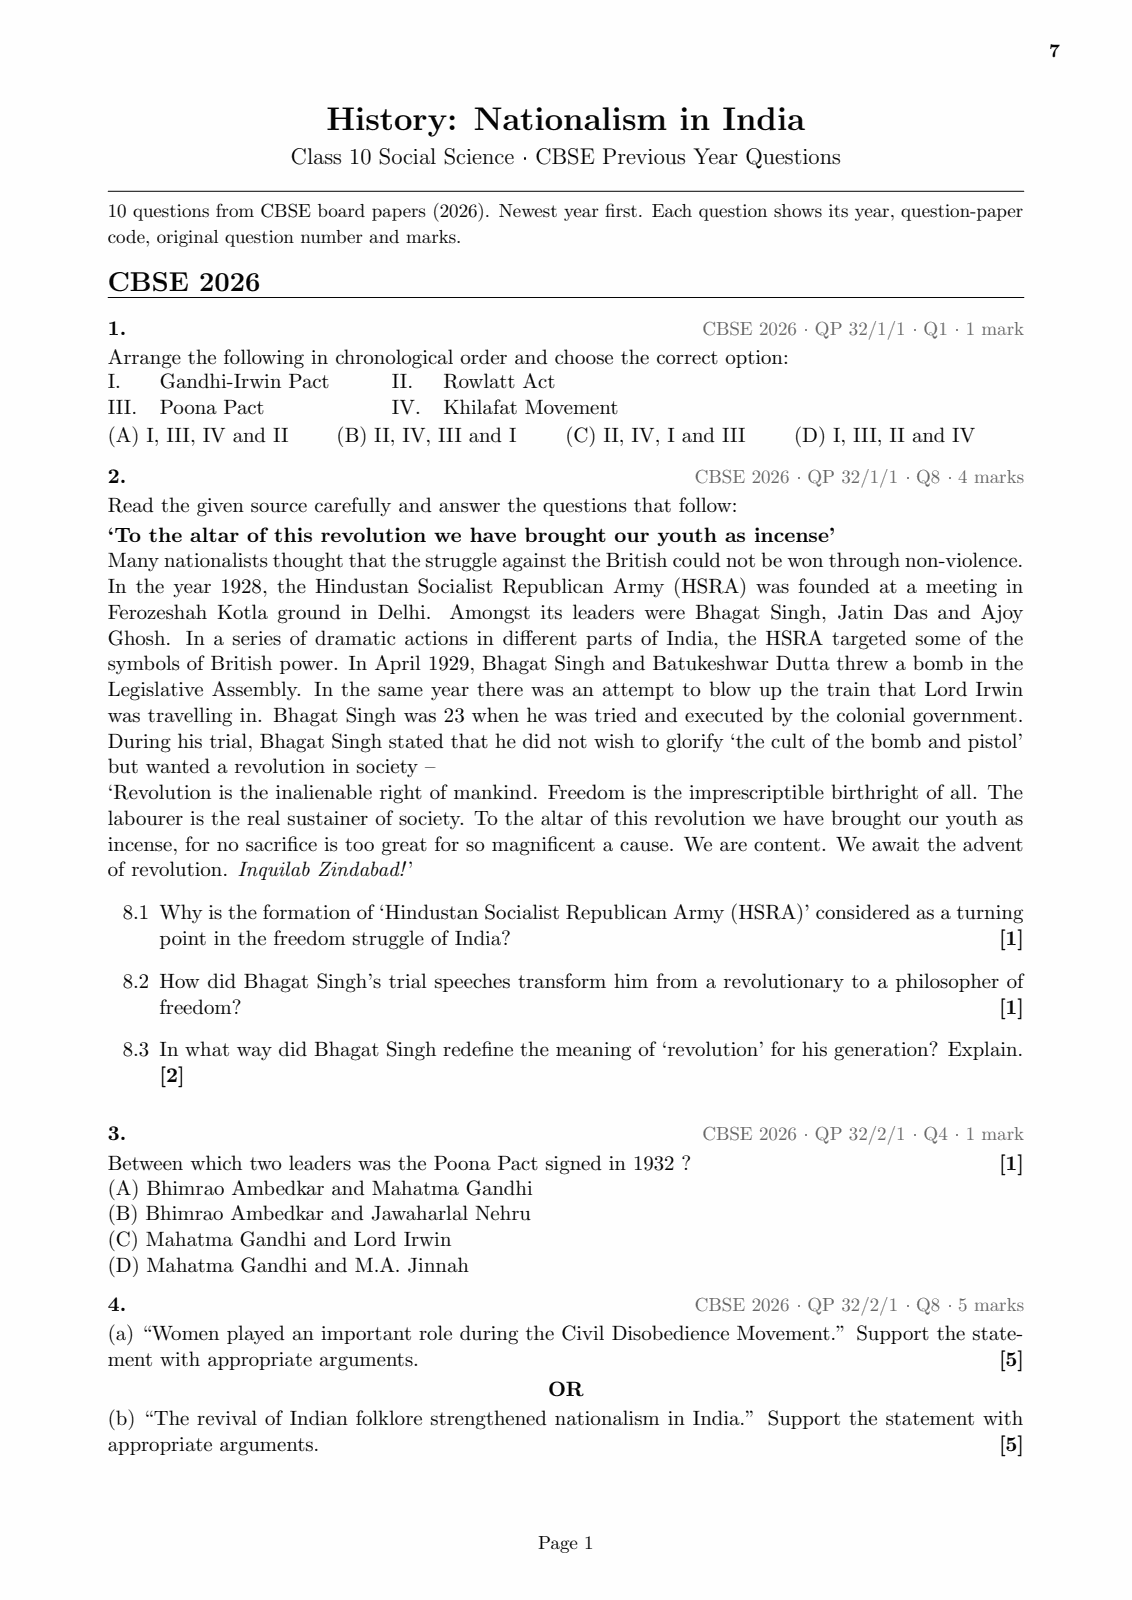 7
History: Nationalism in India
Class 10 Social Science · CBSE Previous Year Questions
10 questions from CBSE board papers (2026). Newest year first. Each question shows its year, question-paper
code, original question number and marks.
CBSE 2026
1. CBSE 2026 · QP 32/1/1 · Q1 · 1 mark
Arrange the following in chronological order and choose the correct option:
I. Gandhi-Irwin Pact II. Rowlatt Act
III. Poona Pact IV. Khilafat Movement
(A) I, III, IV and II (B) II, IV, III and I (C) II, IV, I and III (D) I, III, II and IV
2. CBSE 2026 · QP 32/1/1 · Q8 · 4 marks
Read the given source carefully and answer the questions that follow:
‘To the altar of this revolution we have brought our youth as incense’
Many nationalists thought that the struggle against the British could not be won through non-violence.
In the year 1928, the Hindustan Socialist Republican Army (HSRA) was founded at a meeting in
Ferozeshah Kotla ground in Delhi. Amongst its leaders were Bhagat Singh, Jatin Das and Ajoy
Ghosh. In a series of dramatic actions in different parts of India, the HSRA targeted some of the
symbols of British power. In April 1929, Bhagat Singh and Batukeshwar Dutta threw a bomb in the
Legislative Assembly. In the same year there was an attempt to blow up the train that Lord Irwin
was travelling in. Bhagat Singh was 23 when he was tried and executed by the colonial government.
During his trial, Bhagat Singh stated that he did not wish to glorify ‘the cult of the bomb and pistol’
but wanted a revolution in society –
‘Revolution is the inalienable right of mankind. Freedom is the imprescriptible birthright of all. The
labourer is the real sustainer of society. To the altar of this revolution we have brought our youth as
incense, for no sacrifice is too great for so magnificent a cause. We are content. We await the advent
of revolution. Inquilab Zindabad!’
8.1 Why is the formation of ‘Hindustan Socialist Republican Army (HSRA)’ considered as a turning
point in the freedom struggle of India? [1]
8.2 How did Bhagat Singh’s trial speeches transform him from a revolutionary to a philosopher of
freedom? [1]
8.3 In what way did Bhagat Singh redefine the meaning of ‘revolution’ for his generation? Explain.
[2]
3. CBSE 2026 · QP 32/2/1 · Q4 · 1 mark
Between which two leaders was the Poona Pact signed in 1932 ? [1]
(A) Bhimrao Ambedkar and Mahatma Gandhi
(B) Bhimrao Ambedkar and Jawaharlal Nehru
(C) Mahatma Gandhi and Lord Irwin
(D) Mahatma Gandhi and M.A. Jinnah
4. CBSE 2026 · QP 32/2/1 · Q8 · 5 marks
(a) “Women played an important role during the Civil Disobedience Movement.” Support the state-
ment with appropriate arguments. [5]
OR
(b) “The revival of Indian folklore strengthened nationalism in India.” Support the statement with
appropriate arguments. [5]
Page 1